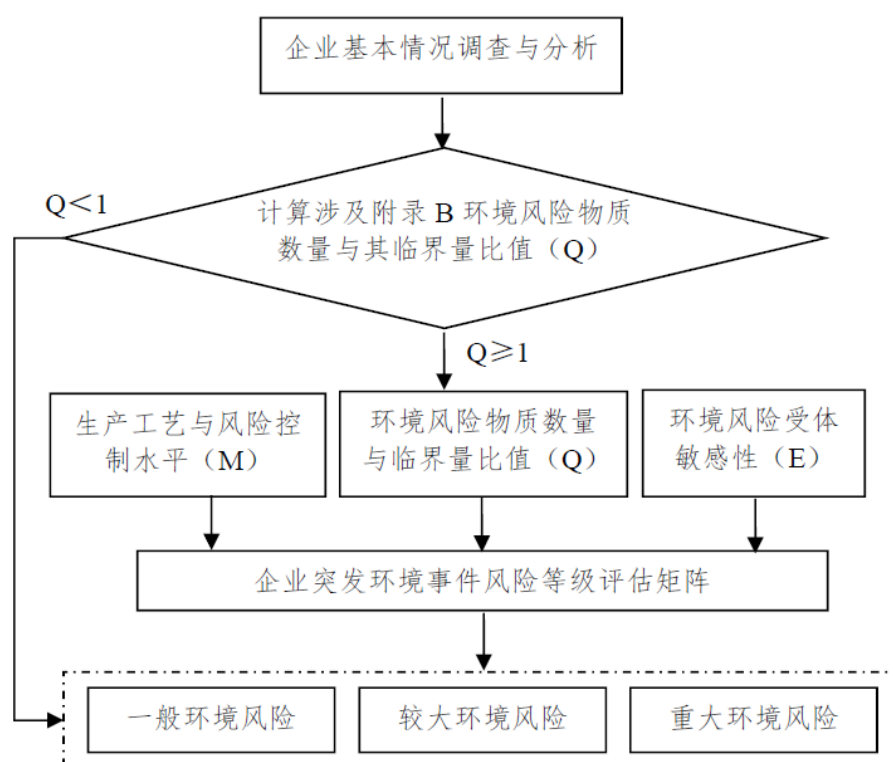 企业基本情况调查与分析
Q＜1
计算涉及附录 B 环境风险物质
数量与其临界量比值（Q）
Q≥1
生产工艺与风险控
制水平（M）
环境风险物质数量
与临界量比值（Q）
环境风险受体
敏感性（E）
企业突发环境事件风险等级评估矩阵
一般环境风险
较大环境风险
重大环境风险